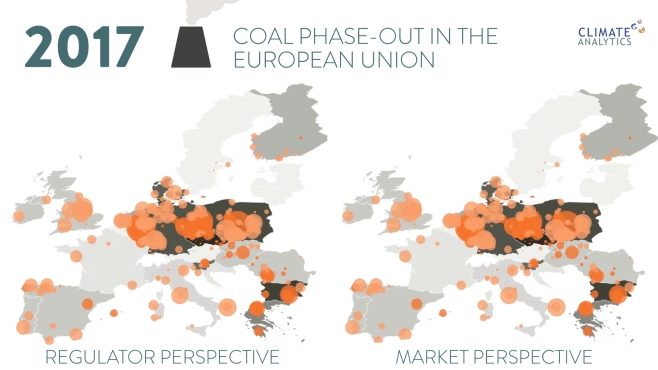 2017
COAL PHASE-OUT IN THE
EUROPEAN UNION
CLIMATE
ANALYTICS
REGULATOR PERSPECTIVE
MARKET PERSPECTIVE